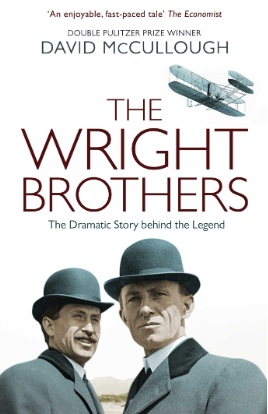 ‘An enjoyable, fast-paced tale’ The Economist
DOUBLE PULITZER PRIZE WINNER
DAVID McCULLOUGH
THE
WRIGHT
BROTHERS
The Dramatic Story behind the Legend